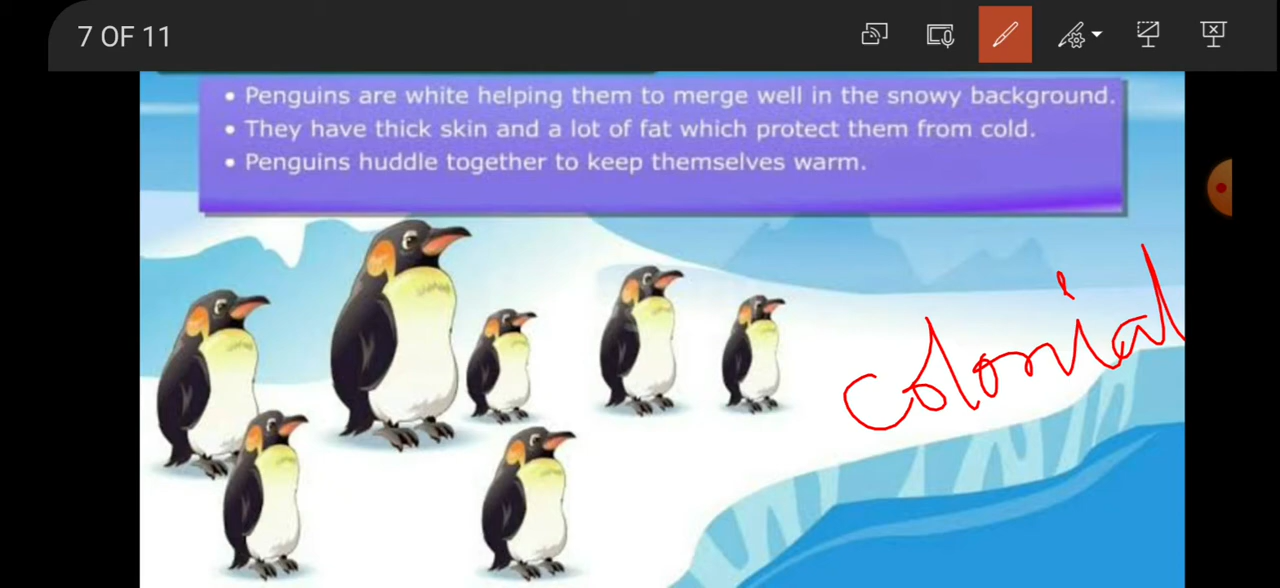 7 OF 11
• Penguins are white helping them to merge well in the snowy background.
• They have thick skin and a lot of fat which protect them from cold.
• Penguins huddle together to keep themselves warm.
colonial